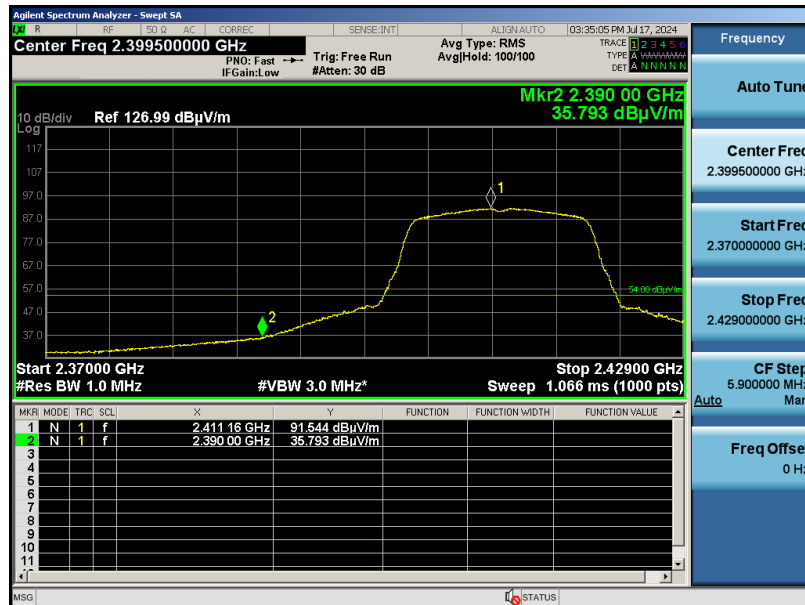 Agilent Spectrum Analyzer - Swept SA
R RF 50 Ω AC CORREC SENSE:INT ALIGN AUTO 03:35:05 PM Jul 17, 2024
Center Freq 2.399500000 GHz
PNO: Fast
IFGain:Low
Trig: Free Run
#Atten: 30 dB
Avg Type: RMS
Avg|Hold: 100/100
TRACE 1 2 3 4 5 6
TYPE A WWWWW
DET A N N N N N
Mkr2 2.390 00 GHz
35.793 dBµV/m
10 dB/div Ref 126.99 dBµV/m
Log
117
107
97.0
87.0
77.0
67.0
57.0
47.0
37.0
1
2
54.00 dBµV/m
Start 2.37000 GHz Stop 2.42900 GHz
#Res BW 1.0 MHz #VBW 3.0 MHz* Sweep 1.066 ms (1000 pts)
MKR MODE TRC SCL X Y FUNCTION FUNCTION WIDTH FUNCTION VALUE
1 N 1 f 2.411 16 GHz 91.544 dBµV/m
2 N 1 f 2.390 00 GHz 35.793 dBµV/m
3
4
5
6
7
8
9
10
11
MSG STATUS
Frequency
Auto Tune
Center Freq
2.399500000 GHz
Start Freq
2.370000000 GHz
Stop Freq
2.429000000 GHz
CF Step
5.900000 MHz
Auto Man
Freq Offset
0 Hz